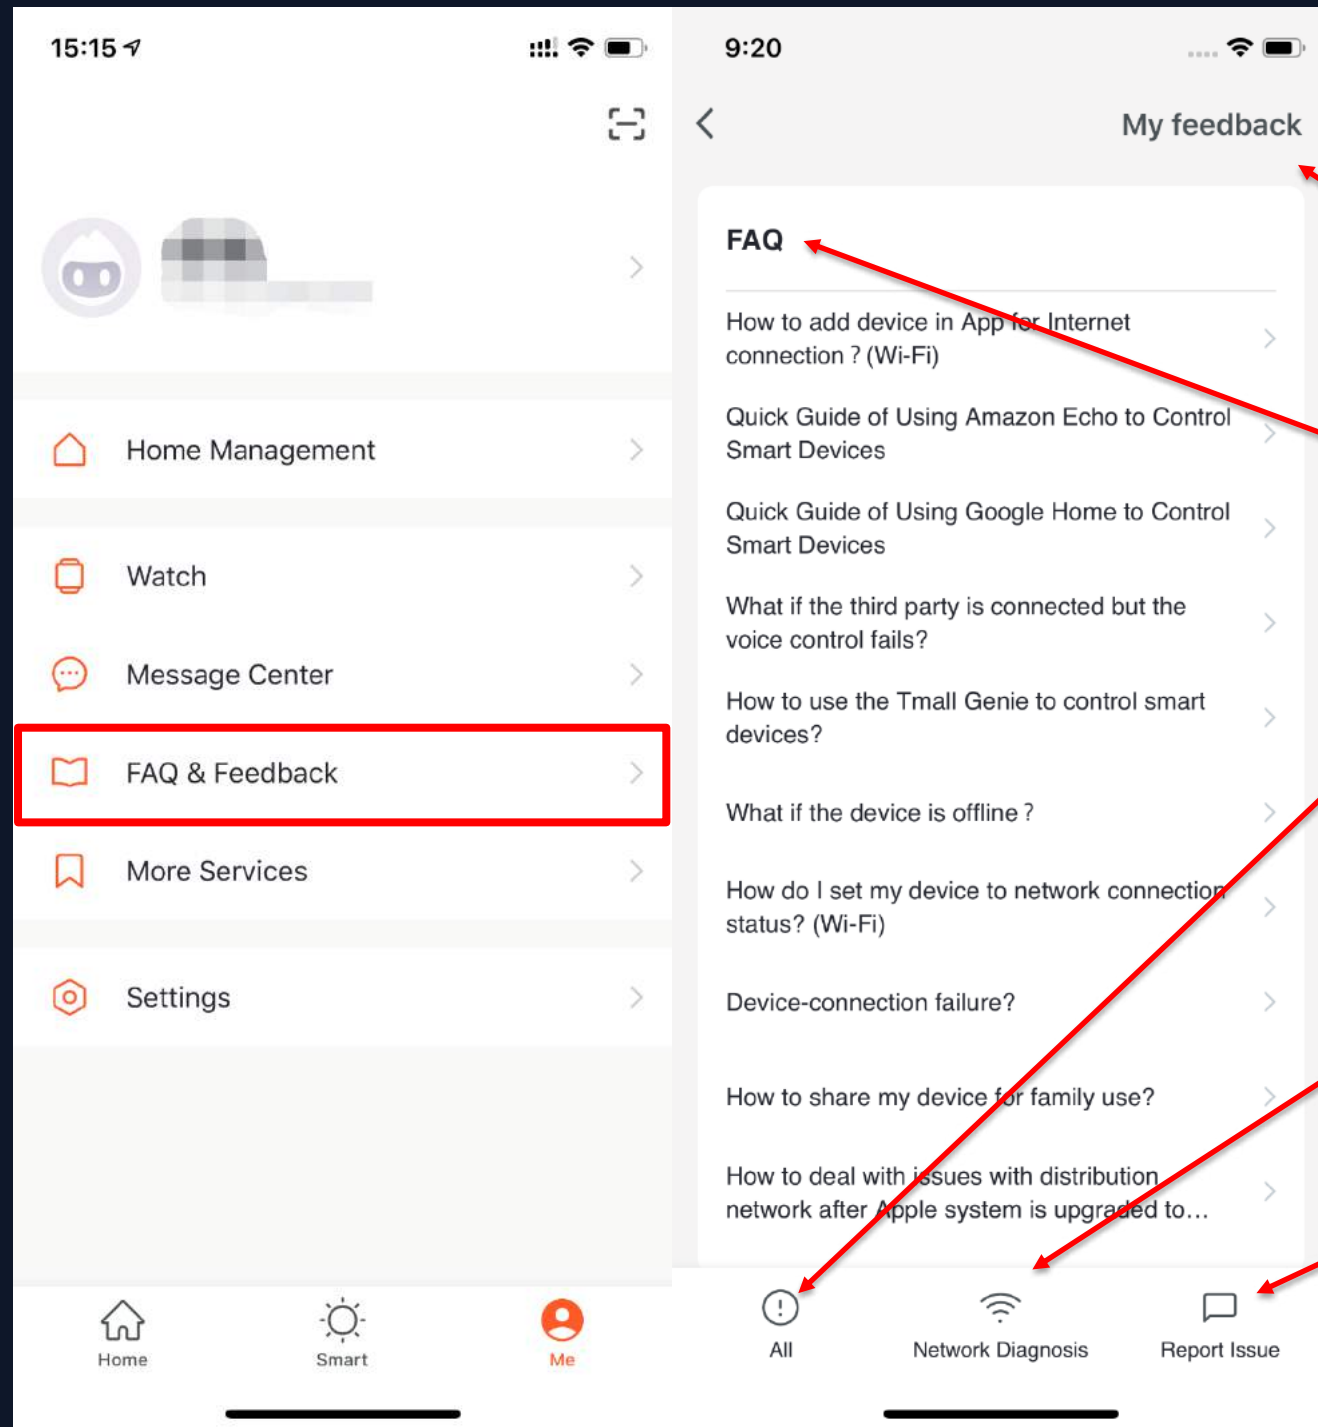 15:15
Home Management
Watch
Message Center
FAQ & Feedback
More Services
Settings
Home
Smart
Me
9:20
My feedback
FAQ
How to add device in App for Internet
connection ? (Wi-Fi)
Quick Guide of Using Amazon Echo to Control
Smart Devices
Quick Guide of Using Google Home to Control
Smart Devices
What if the third party is connected but the
voice control fails?
How to use the Tmall Genie to control smart
devices?
What if the device is offline ?
How do I set my device to network connection
status? (Wi-Fi)
Device-connection failure?
How to share my device for family use?
How to deal with issues with distribution
network after Apple system is upgraded to...
All
Network Diagnosis
Report Issue